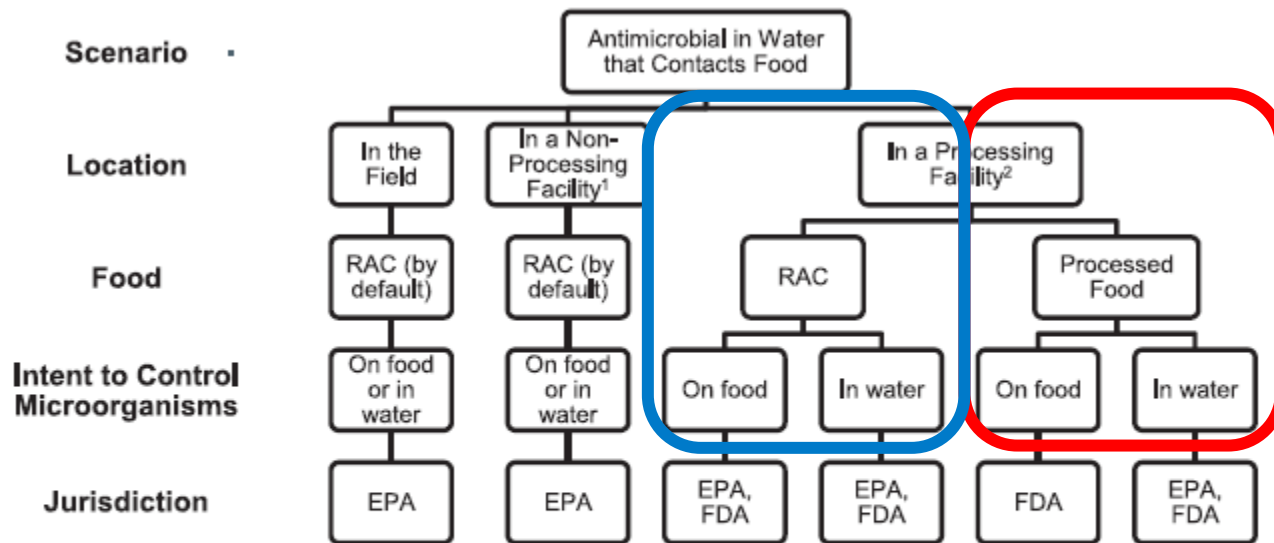 Scenario
Antimicrobial in Water
that Contacts Food
Location
In the
Field
In a Non-
Processing
Facility¹
In a Processing
Facility²
Food
RAC (by
default)
RAC (by
default)
RAC
Processed
Food
Intent to Control
Microorganisms
On food
or in
water
On food
or in
water
On food
In water
On food
In water
Jurisdiction
EPA
EPA
EPA,
FDA
EPA,
FDA
FDA
EPA,
FDA